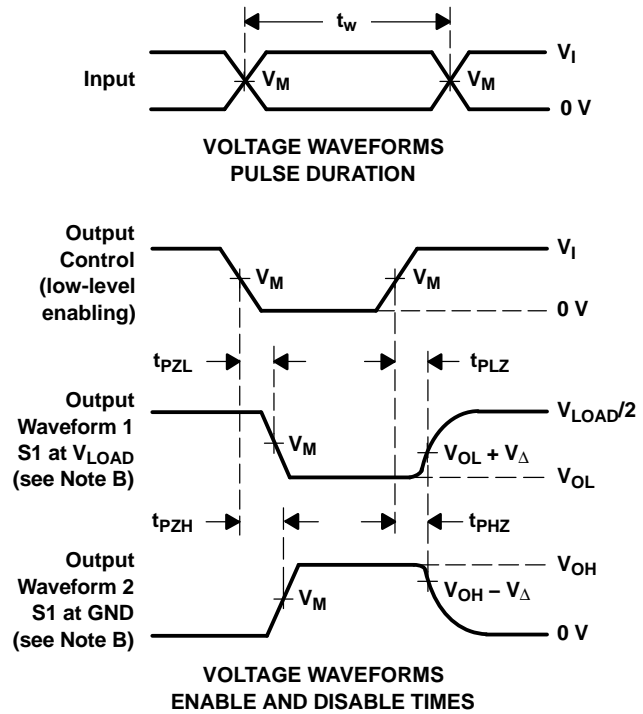 t_w
Input
V_M
V_M
V_I
0 V
VOLTAGE WAVEFORMS
PULSE DURATION
Output
Control
(low-level
enabling)
V_M
V_M
V_I
0 V
t_PZL
t_PLZ
Output
Waveform 1
S1 at V_LOAD
(see Note B)
V_M
V_LOAD/2
V_OL + V_Δ
V_OL
t_PZH
t_PHZ
Output
Waveform 2
S1 at GND
(see Note B)
V_M
V_OH
V_OH − V_Δ
0 V
VOLTAGE WAVEFORMS
ENABLE AND DISABLE TIMES